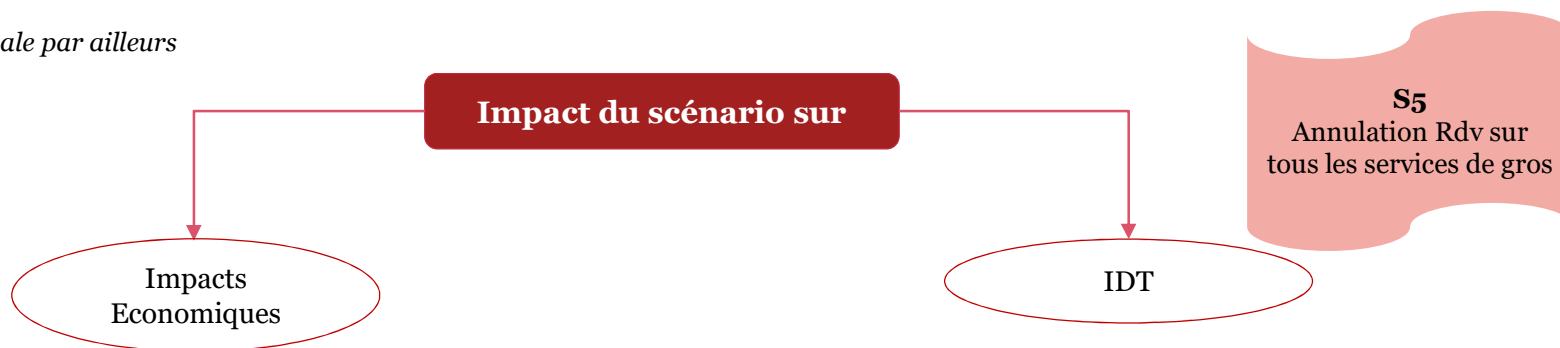 ale par ailleurs
Impact du scénario sur
S5
Annulation Rdv sur
tous les services de gros
Impacts
Economiques
IDT